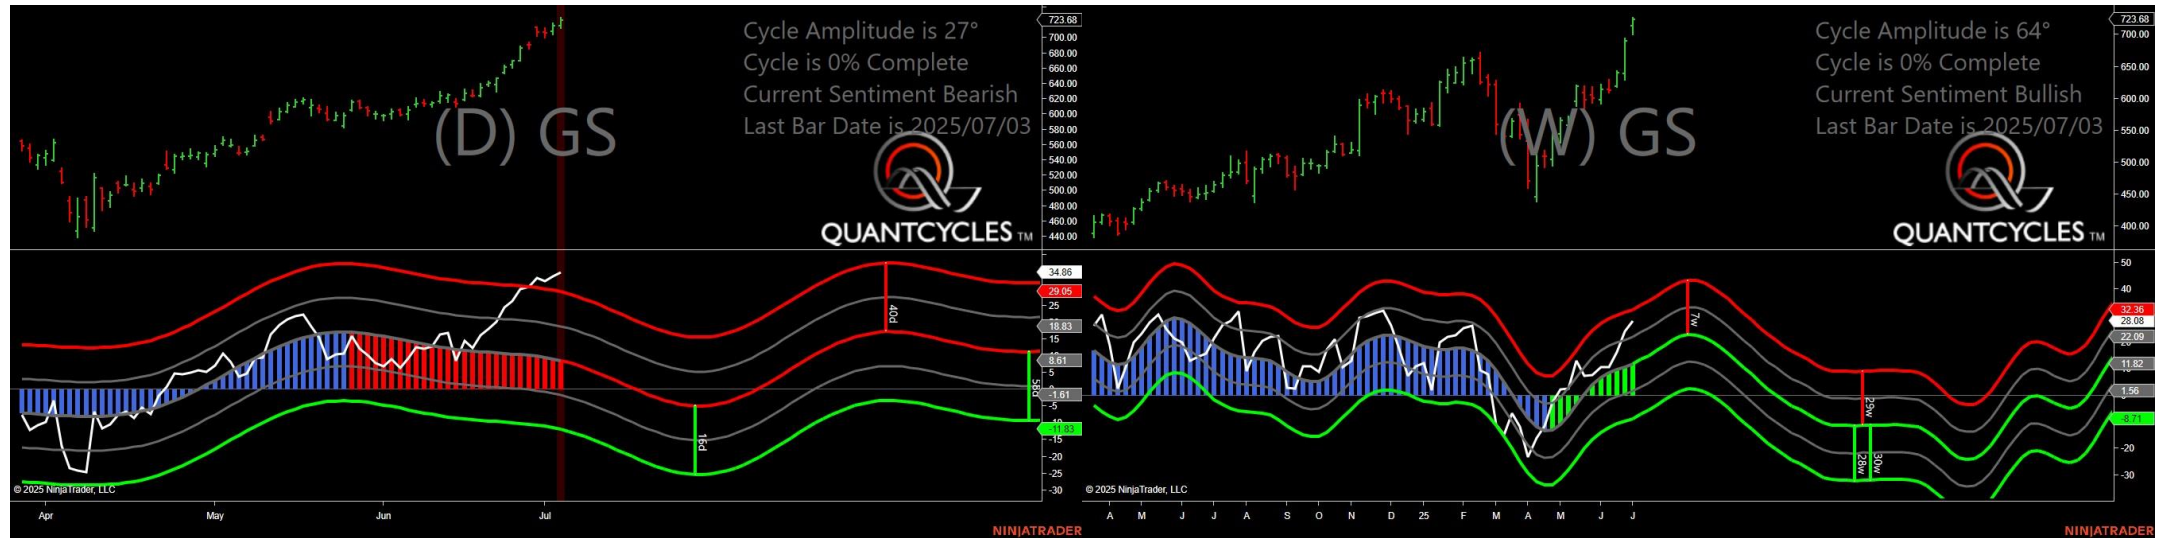 Cycle Amplitude is 27°
Cycle is 0% Complete
Current Sentiment Bearish
Last Bar Date is 2025/07/03
(D) GS
QUANTCYCLES TM
723.68
700.00
660.00
640.00
620.00
600.00
580.00
560.00
540.00
520.00
500.00
480.00
460.00
440.00
34.86
29.05
25
18.83
15
8.61
5
-1.61
-5
-11.83
-15
-20
-25
-30
40d
16d
© 2025 NinjaTrader, LLC
Apr May Jun Jul
NINJATRADER
Cycle Amplitude is 64°
Cycle is 0% Complete
Current Sentiment Bullish
Last Bar Date is 2025/07/03
(W) GS
QUANTCYCLES TM
723.68
700.00
650.00
600.00
550.00
500.00
450.00
400.00
50
40
32.36
28.08
22.09
11.82
1.56
-8.71
-20
-30
7w
29w
28w
30w
© 2025 NinjaTrader, LLC
A M J J A S O N D 25 F M A M J J
NINJATRADER